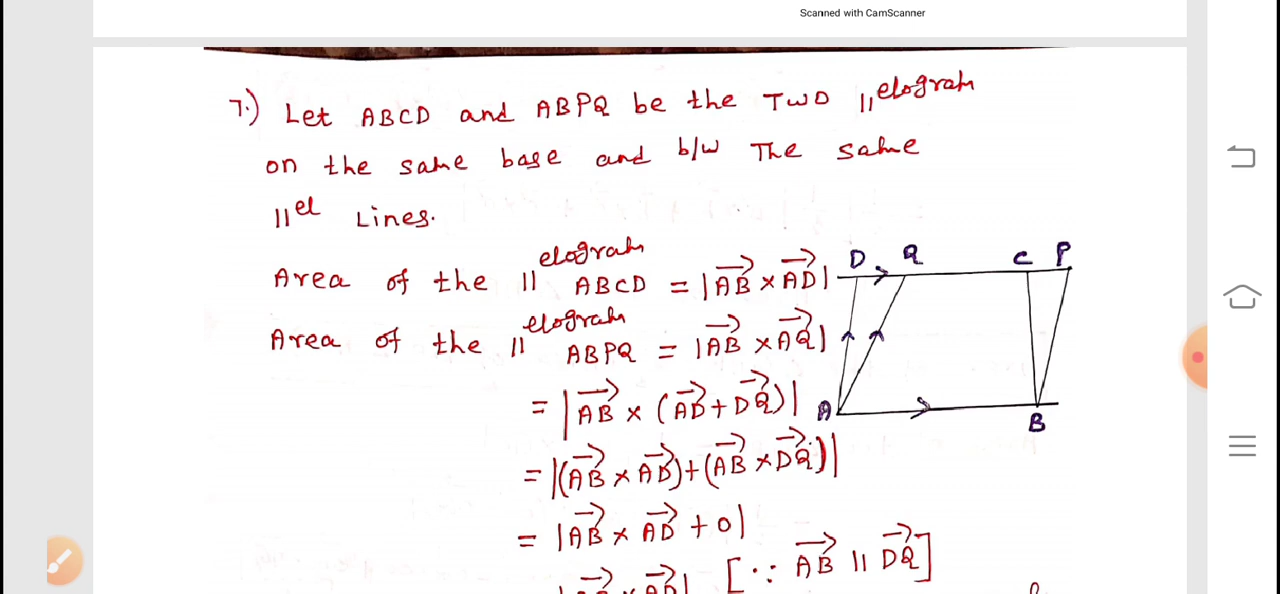 Scanned with CamScanner
7.) Let ABCD and ABPQ be the TWO ||elogram
on the same base and b/w The same
||el Lines.
Area of the ||elogram ABCD = |AB⃗ × AD⃗|
Area of the ||elogram ABPQ = |AB⃗ × AQ⃗|
= |AB⃗ × (AD⃗ + DQ⃗)|
= |(AB⃗ × AD⃗) + (AB⃗ × DQ⃗)|
= |AB⃗ × AD⃗ + 0|
[∵ AB⃗ || DQ⃗]
D Q C P
A B